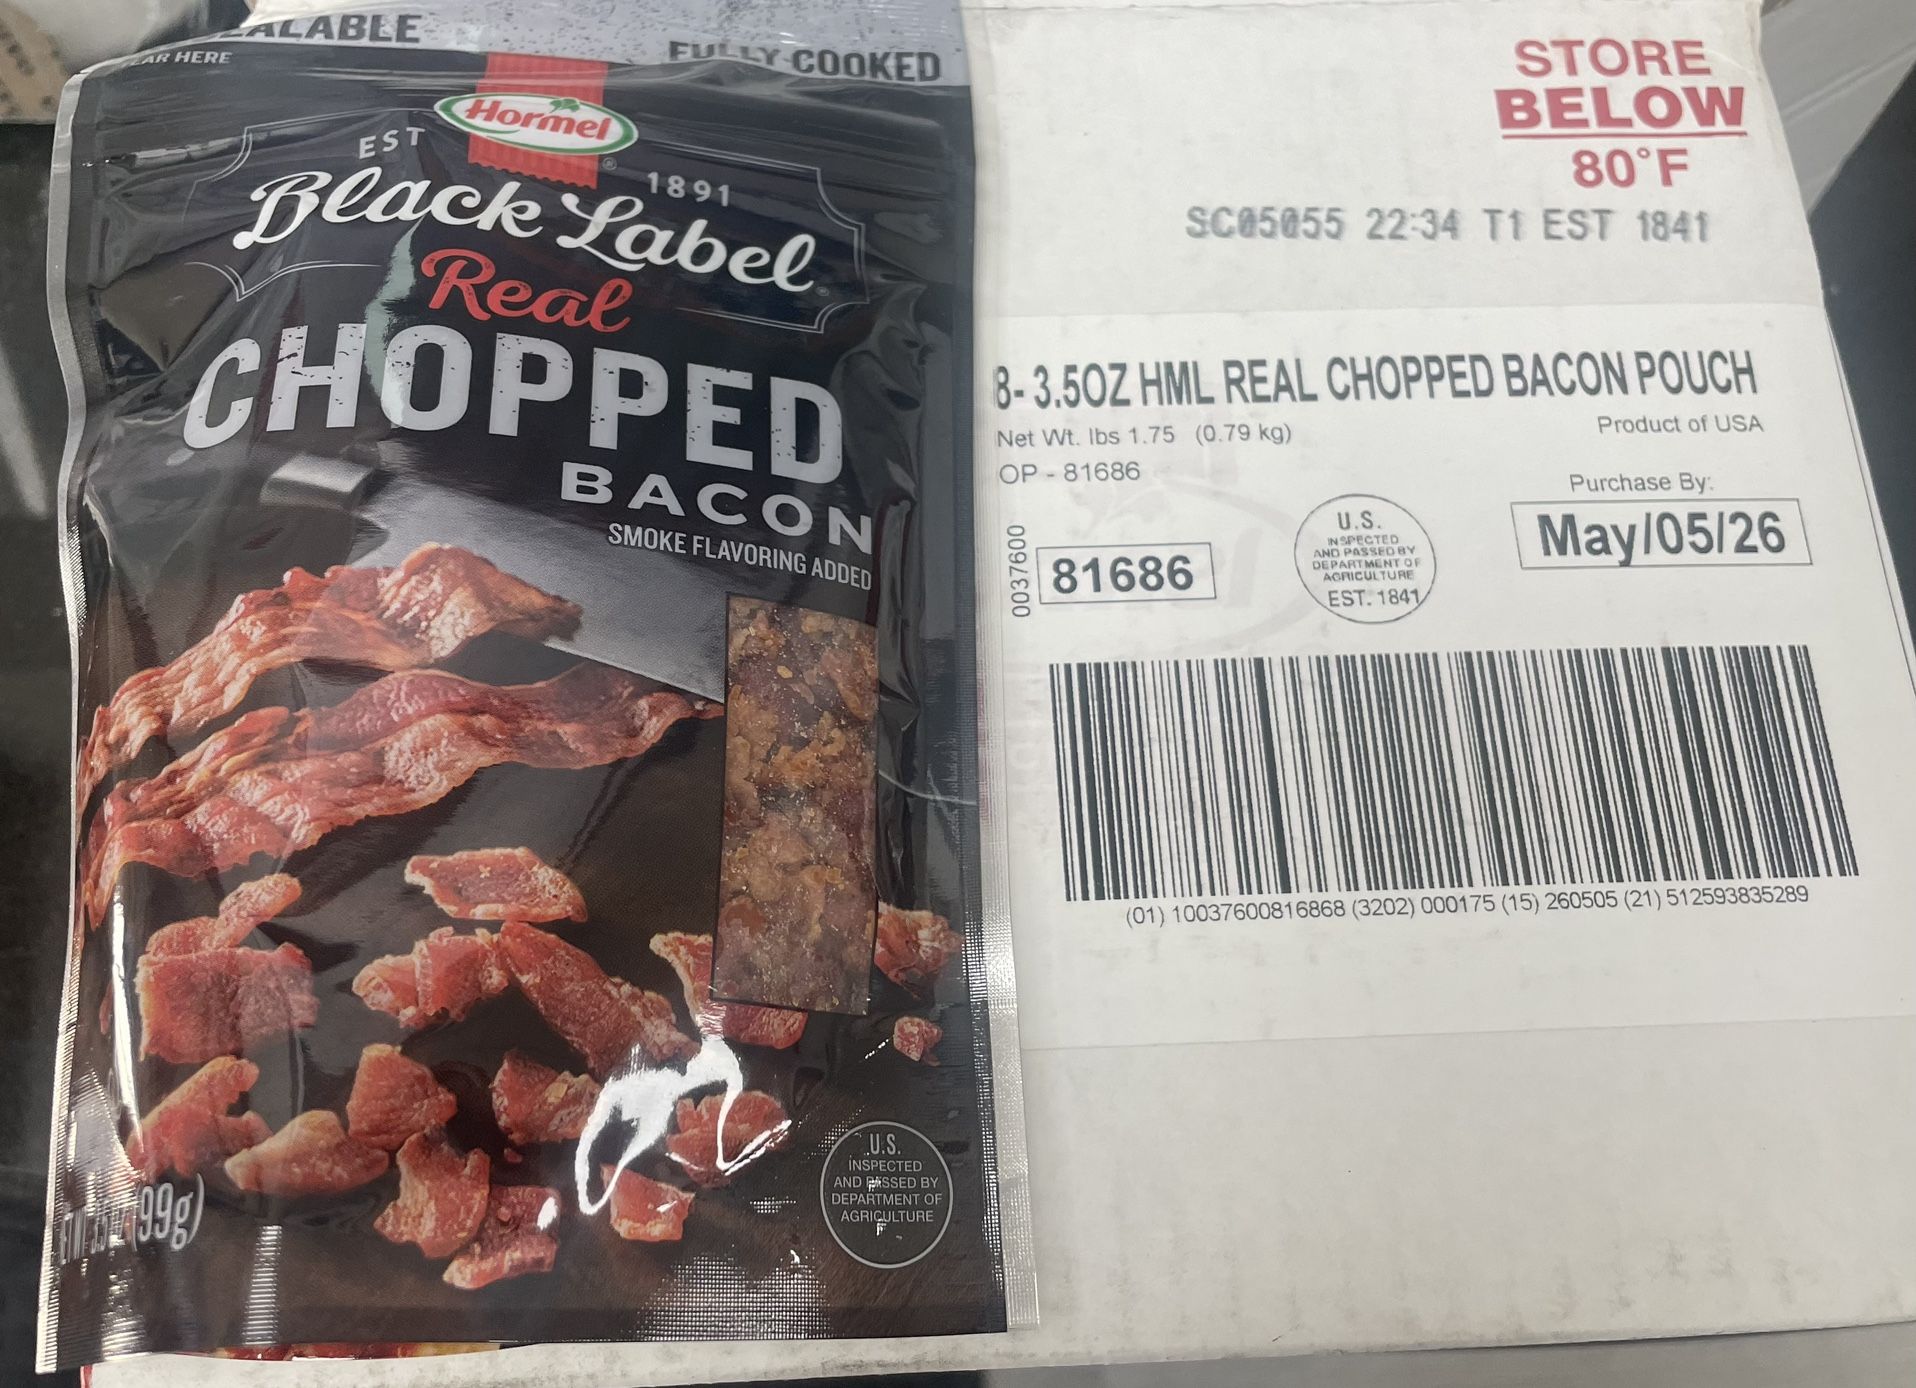 FULLY COOKED
Hormel
EST
1891
Black Label
Real
CHOPPED
BACON
SMOKE FLAVORING ADDED
(99g)
U.S.
INSPECTED
AND PASSED BY
DEPARTMENT OF
AGRICULTURE
STORE
BELOW
80°F
SC05055 22:34 T1 EST 1841
8- 3.5OZ HML REAL CHOPPED BACON POUCH
Net Wt. lbs 1.75 (0.79 kg)
Product of USA
OP - 81686
Purchase By:
0037600
81686
U.S.
INSPECTED
AND PASSED BY
DEPARTMENT OF
AGRICULTURE
EST. 1841
May/05/26
(01) 10037600816868 (3202) 000175 (15) 260505 (21) 512593835289